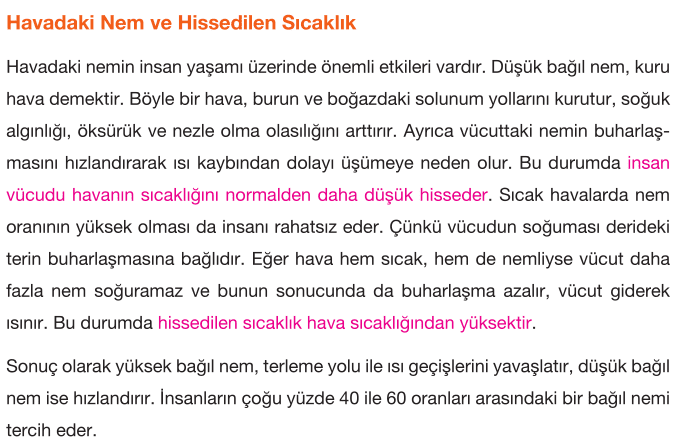 Havadaki Nem ve Hissedilen Sıcaklık
Havadaki nemin insan yaşamı üzerinde önemli etkileri vardır. Düşük bağıl nem, kuru
hava demektir. Böyle bir hava, burun ve boğazdaki solunum yollarını kurutur, soğuk
algınlığı, öksürük ve nezle olma olasılığını arttırır. Ayrıca vücuttaki nemin buharlaş-
masını hızlandırarak ısı kaybından dolayı üşümeye neden olur. Bu durumda insan
vücudu havanın sıcaklığını normalden daha düşük hisseder. Sıcak havalarda nem
oranının yüksek olması da insanı rahatsız eder. Çünkü vücudun soğuması derideki
terin buharlaşmasına bağlıdır. Eğer hava hem sıcak, hem de nemliyse vücut daha
fazla nem soğuramaz ve bunun sonucunda da buharlaşma azalır, vücut giderek
ısınır. Bu durumda hissedilen sıcaklık hava sıcaklığından yüksektir.
Sonuç olarak yüksek bağıl nem, terleme yolu ile ısı geçişlerini yavaşlatır, düşük bağıl
nem ise hızlandırır. İnsanların çoğu yüzde 40 ile 60 oranları arasındaki bir bağıl nemi
tercih eder.